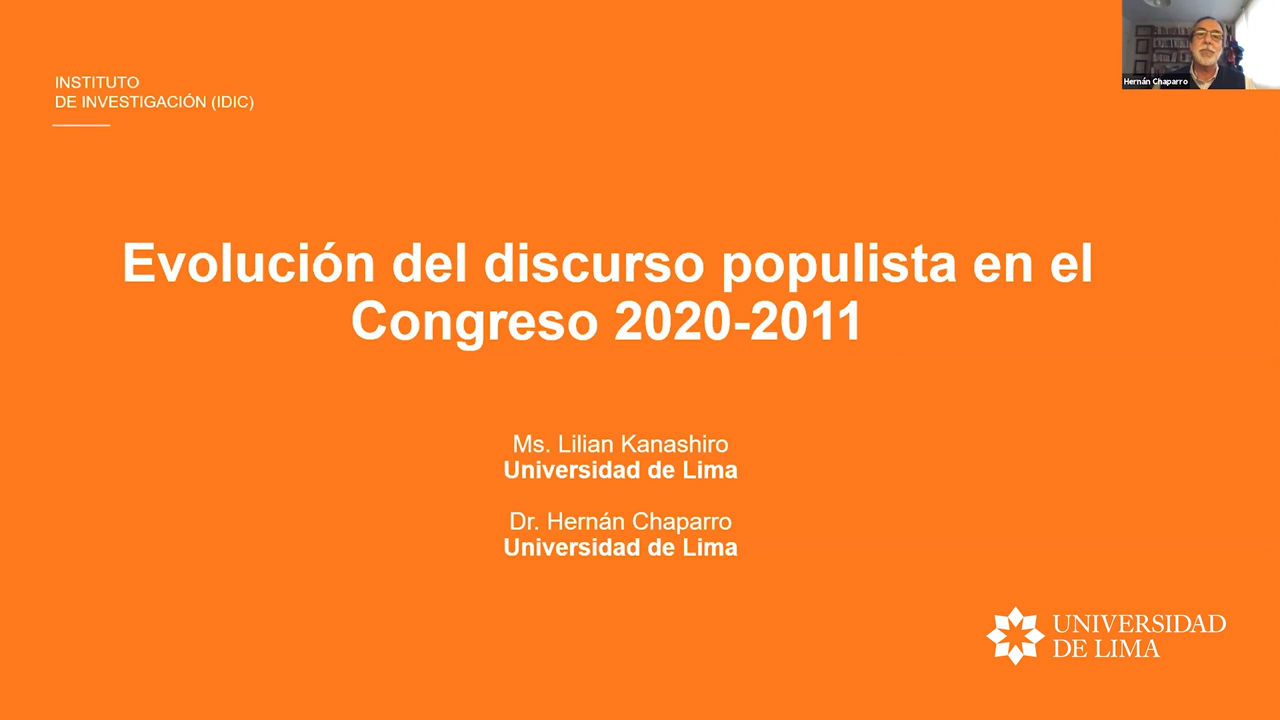 INSTITUTO
DE INVESTIGACIÓN (IDIC)
Hernán Chaparro
Evolución del discurso populista en el
Congreso 2020-2011
Ms. Lilian Kanashiro
Universidad de Lima
Dr. Hernán Chaparro
Universidad de Lima
UNIVERSIDAD
DE LIMA